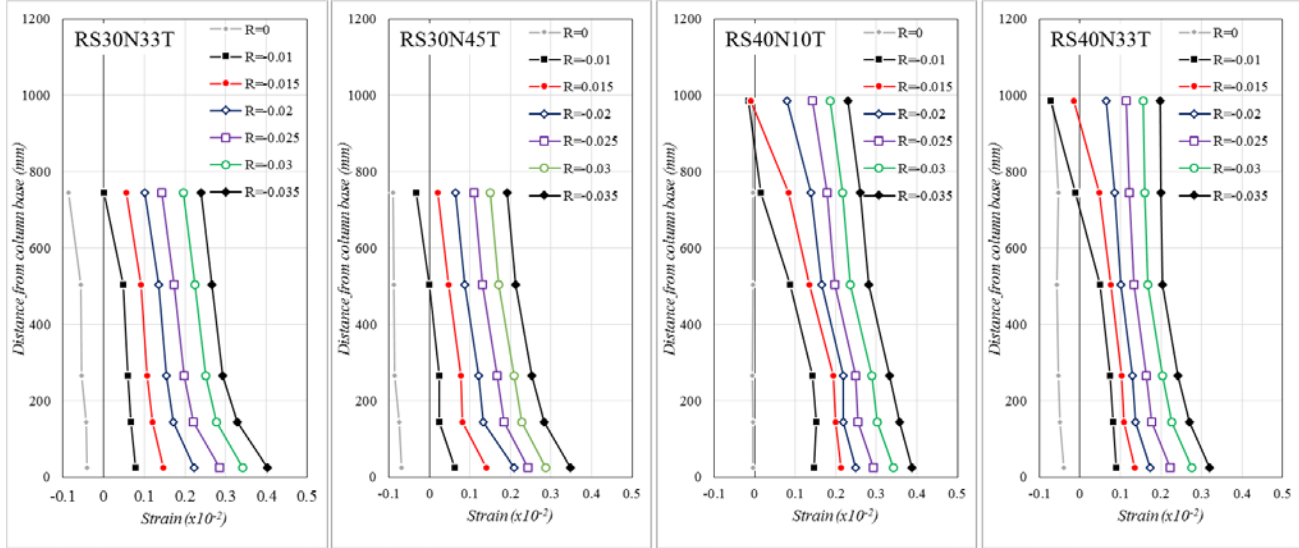 RS30N33T
R=0
R=-0.01
R=-0.015
R=-0.02
R=-0.025
R=-0.03
R=-0.035
1200
1000
800
600
400
200
0
Distance from column base (mm)
-0.1 0 0.1 0.2 0.3 0.4 0.5
Strain (x10-2)
RS30N45T
R=0
R=-0.01
R=0.015
R=-0.02
R=-0.025
R=-0.03
R=-0.035
1200
1000
800
600
400
200
0
Distance from column base (mm)
-0.1 0 0.1 0.2 0.3 0.4 0.5
Strain (x10-2)
RS40N10T
R=0
R=-0.01
R=-0.015
R=-0.02
R=-0.025
R=-0.03
R=-0.035
1200
1000
800
600
400
200
0
Distance from column base (mm)
-0.1 0 0.1 0.2 0.3 0.4 0.5
Strain (x10-2)
RS40N33T
R=0
R=-0.01
R=-0.015
R=-0.02
R=-0.025
R=-0.03
R=-0.035
1200
1000
800
600
400
200
0
Distance from column base (mm)
-0.1 0 0.1 0.2 0.3 0.4 0.5
Strain (x10-2)